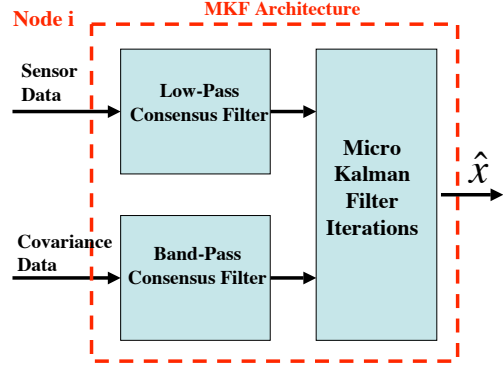 Node i
MKF Architecture
Sensor
Data
Low-Pass
Consensus Filter
Micro
Kalman
Filter
Iterations
x̂
Covariance
Data
Band-Pass
Consensus Filter